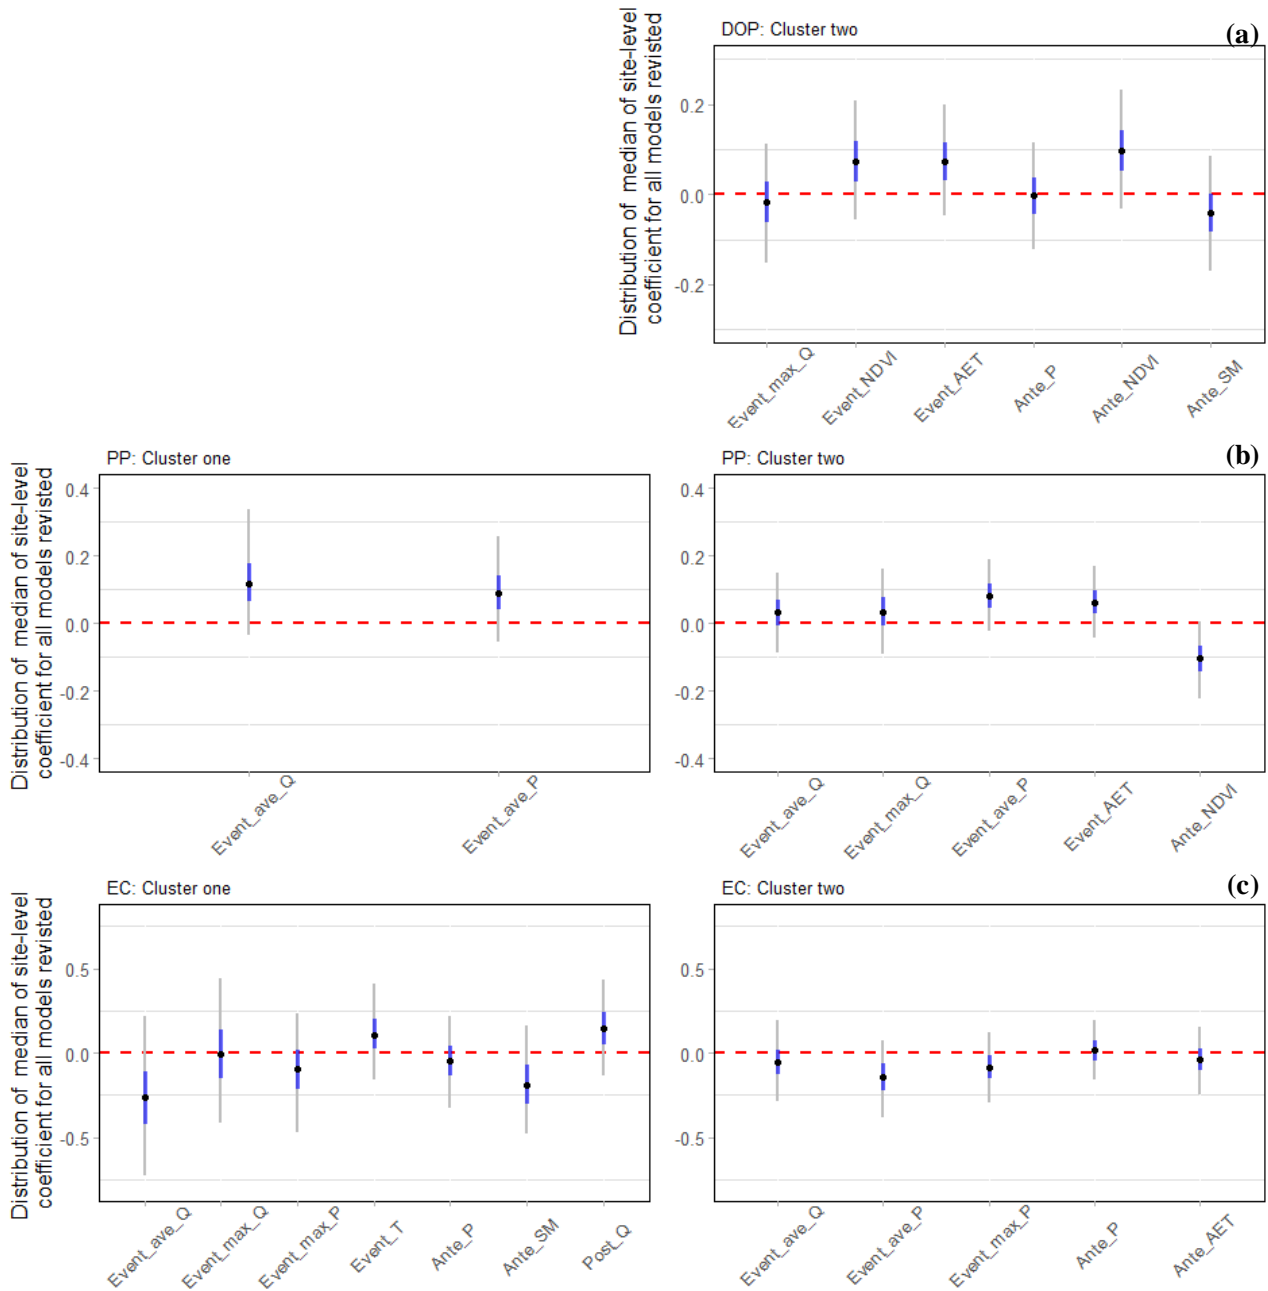 DOP: Cluster two
(a)
Distribution of median of site-level
coefficient for all models revisted
0.2
0.0
-0.2
Event_max_Q
Event_NDVI
Event_AET
Ante_P
Ante_NDVI
Ante_SM
PP: Cluster one
Distribution of median of site-level
coefficient for all models revisted
0.4
0.2
0.0
-0.2
-0.4
Event_ave_Q
Event_ave_P
PP: Cluster two
(b)
Event_ave_Q
Event_max_Q
Event_ave_P
Event_AET
Ante_NDVI
0.4
0.2
0.0
-0.2
-0.4
EC: Cluster one
Distribution of median of site-level
coefficient for all models revisted
0.5
0.0
-0.5
Event_ave_Q
Event_max_Q
Event_max_P
Event_T
Ante_P
Ante_SM
Post_Q
EC: Cluster two
(c)
0.5
0.0
-0.5
Event_ave_Q
Event_ave_P
Event_max_P
Ante_P
Ante_AET